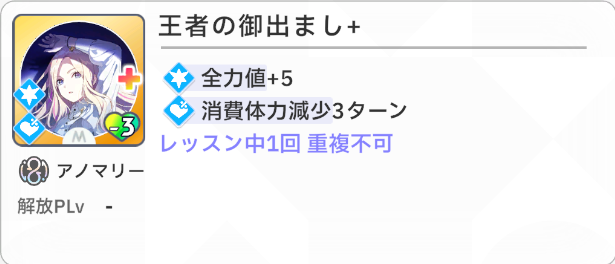 王者の御出まし+
全力値+5
消費体力減少3ターン
レッスン中1回 重複不可
-3
M
アノマリー
解放PLv -